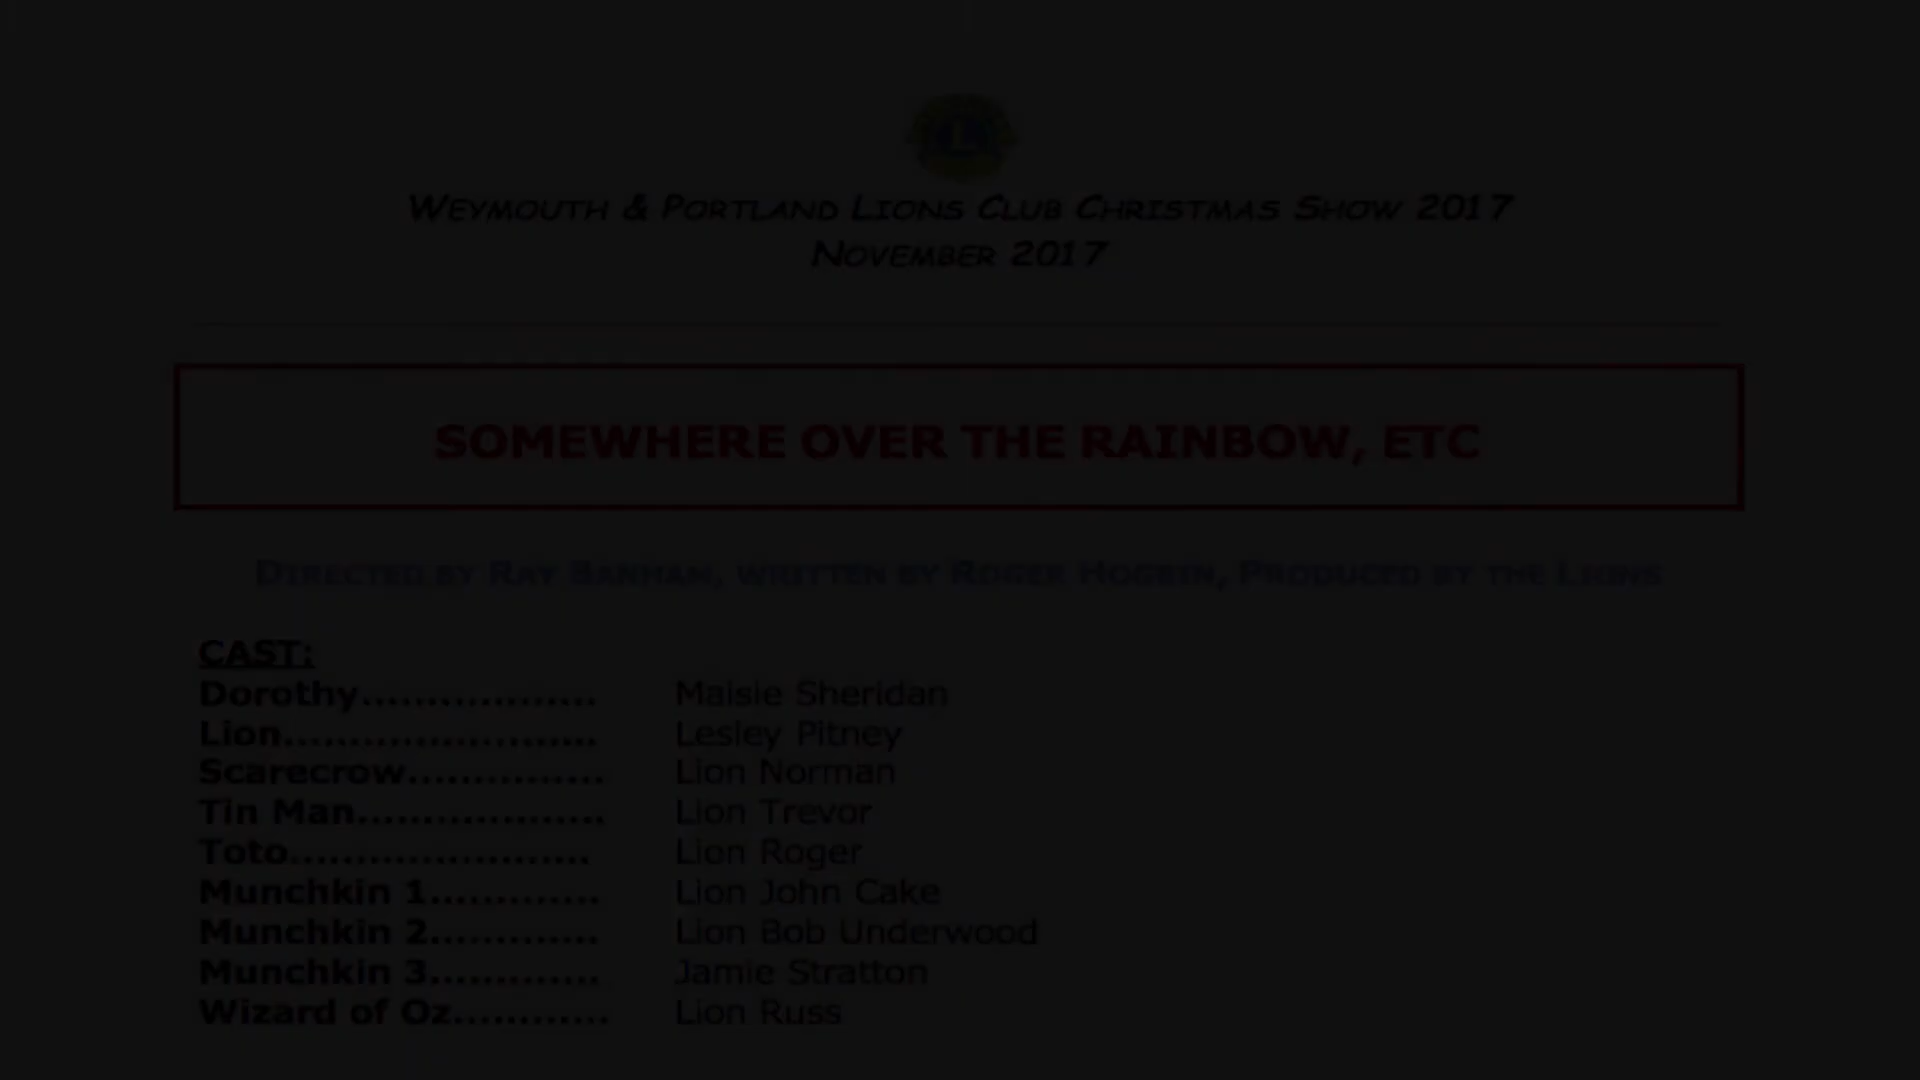 WEYMOUTH & PORTLAND LIONS CLUB CHRISTMAS SHOW 2017
NOVEMBER 2017
SOMEWHERE OVER THE RAINBOW, ETC
DIRECTED BY RAY BANHAM, WRITTEN BY ROGER HOGBIN, PRODUCED BY THE LIONS
CAST:
Dorothy.................. Maisie Sheridan
Lion........................ Lesley Pitney
Scarecrow............... Lion Norman
Tin Man................... Lion Trevor
Toto....................... Lion Roger
Munchkin 1............. Lion John Cake
Munchkin 2............. Lion Bob Underwood
Munchkin 3............. Jamie Stratton
Wizard of Oz............ Lion Russ